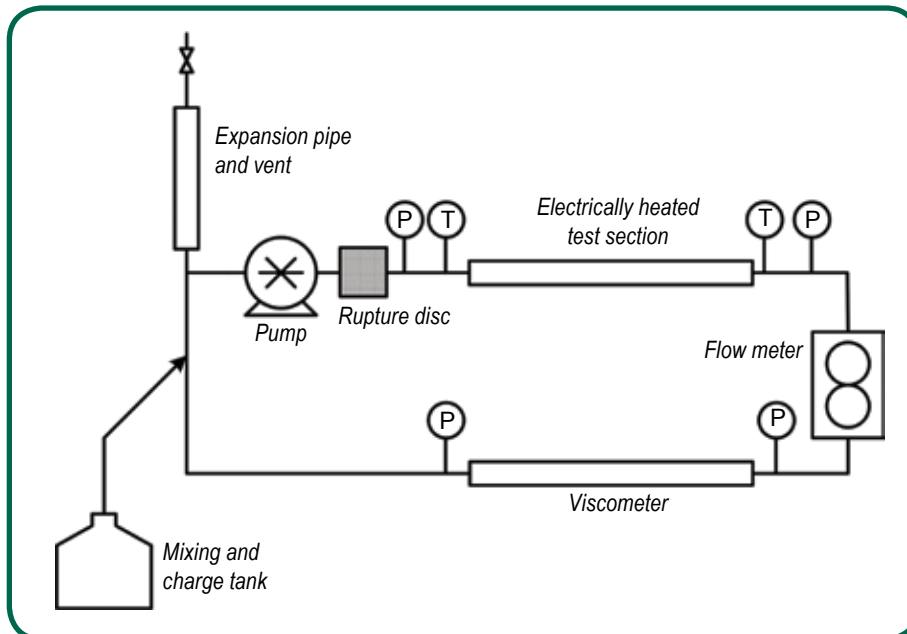 Expansion pipe
and vent
P
T
Electrically heated
test section
T
P
Pump
Rupture disc
Flow meter
P
P
Viscometer
Mixing and
charge tank